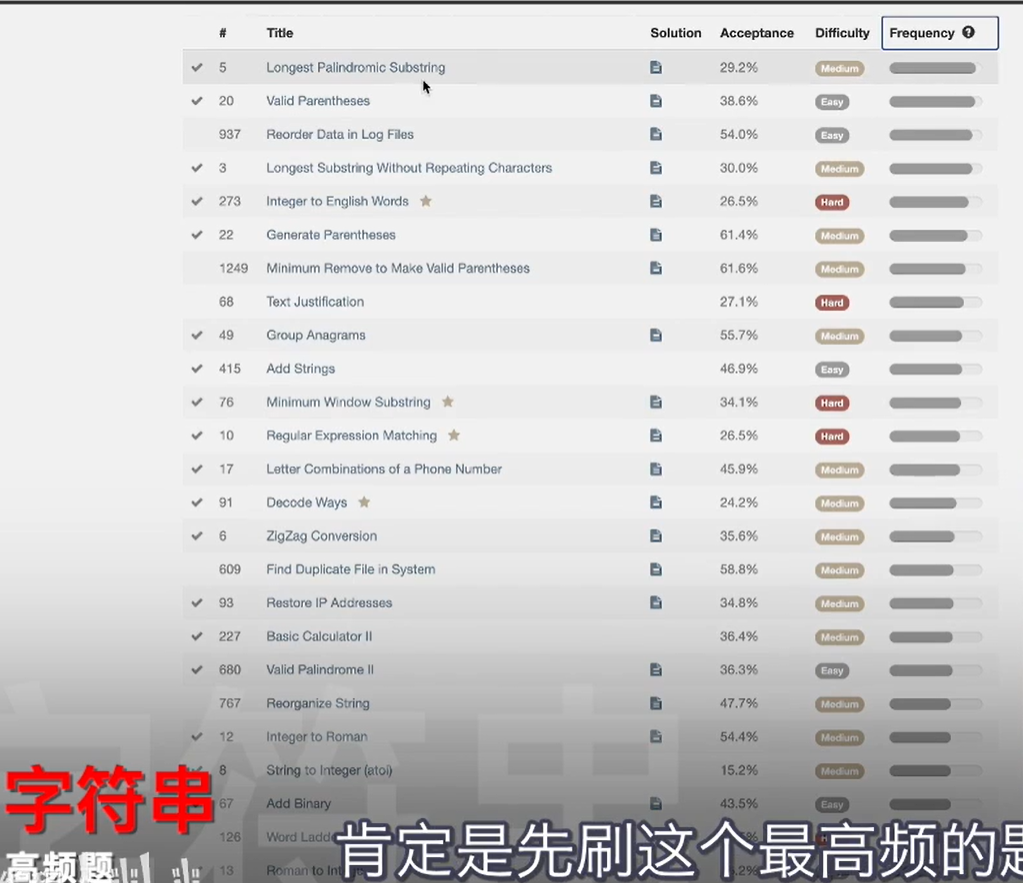 # Title Solution Acceptance Difficulty Frequency ?
5 Longest Palindromic Substring 29.2% Medium
20 Valid Parentheses 38.6% Easy
937 Reorder Data in Log Files 54.0% Easy
3 Longest Substring Without Repeating Characters 30.0% Medium
273 Integer to English Words 26.5% Hard
22 Generate Parentheses 61.4% Medium
1249 Minimum Remove to Make Valid Parentheses 61.6% Medium
68 Text Justification 27.1% Hard
49 Group Anagrams 55.7% Medium
415 Add Strings 46.9% Easy
76 Minimum Window Substring 34.1% Hard
10 Regular Expression Matching 26.5% Hard
17 Letter Combinations of a Phone Number 45.9% Medium
91 Decode Ways 24.2% Medium
6 ZigZag Conversion 35.6% Medium
609 Find Duplicate File in System 58.8% Medium
93 Restore IP Addresses 34.8% Medium
227 Basic Calculator II 36.4% Medium
680 Valid Palindrome II 36.3% Easy
767 Reorganize String 47.7% Medium
12 Integer to Roman 54.4% Medium
8 String to Integer (atoi) 15.2% Medium
字符串
67 Add Binary 43.5% Easy
126 Word
肯定是先刷这个最高频的题
高频题
13 Roman to